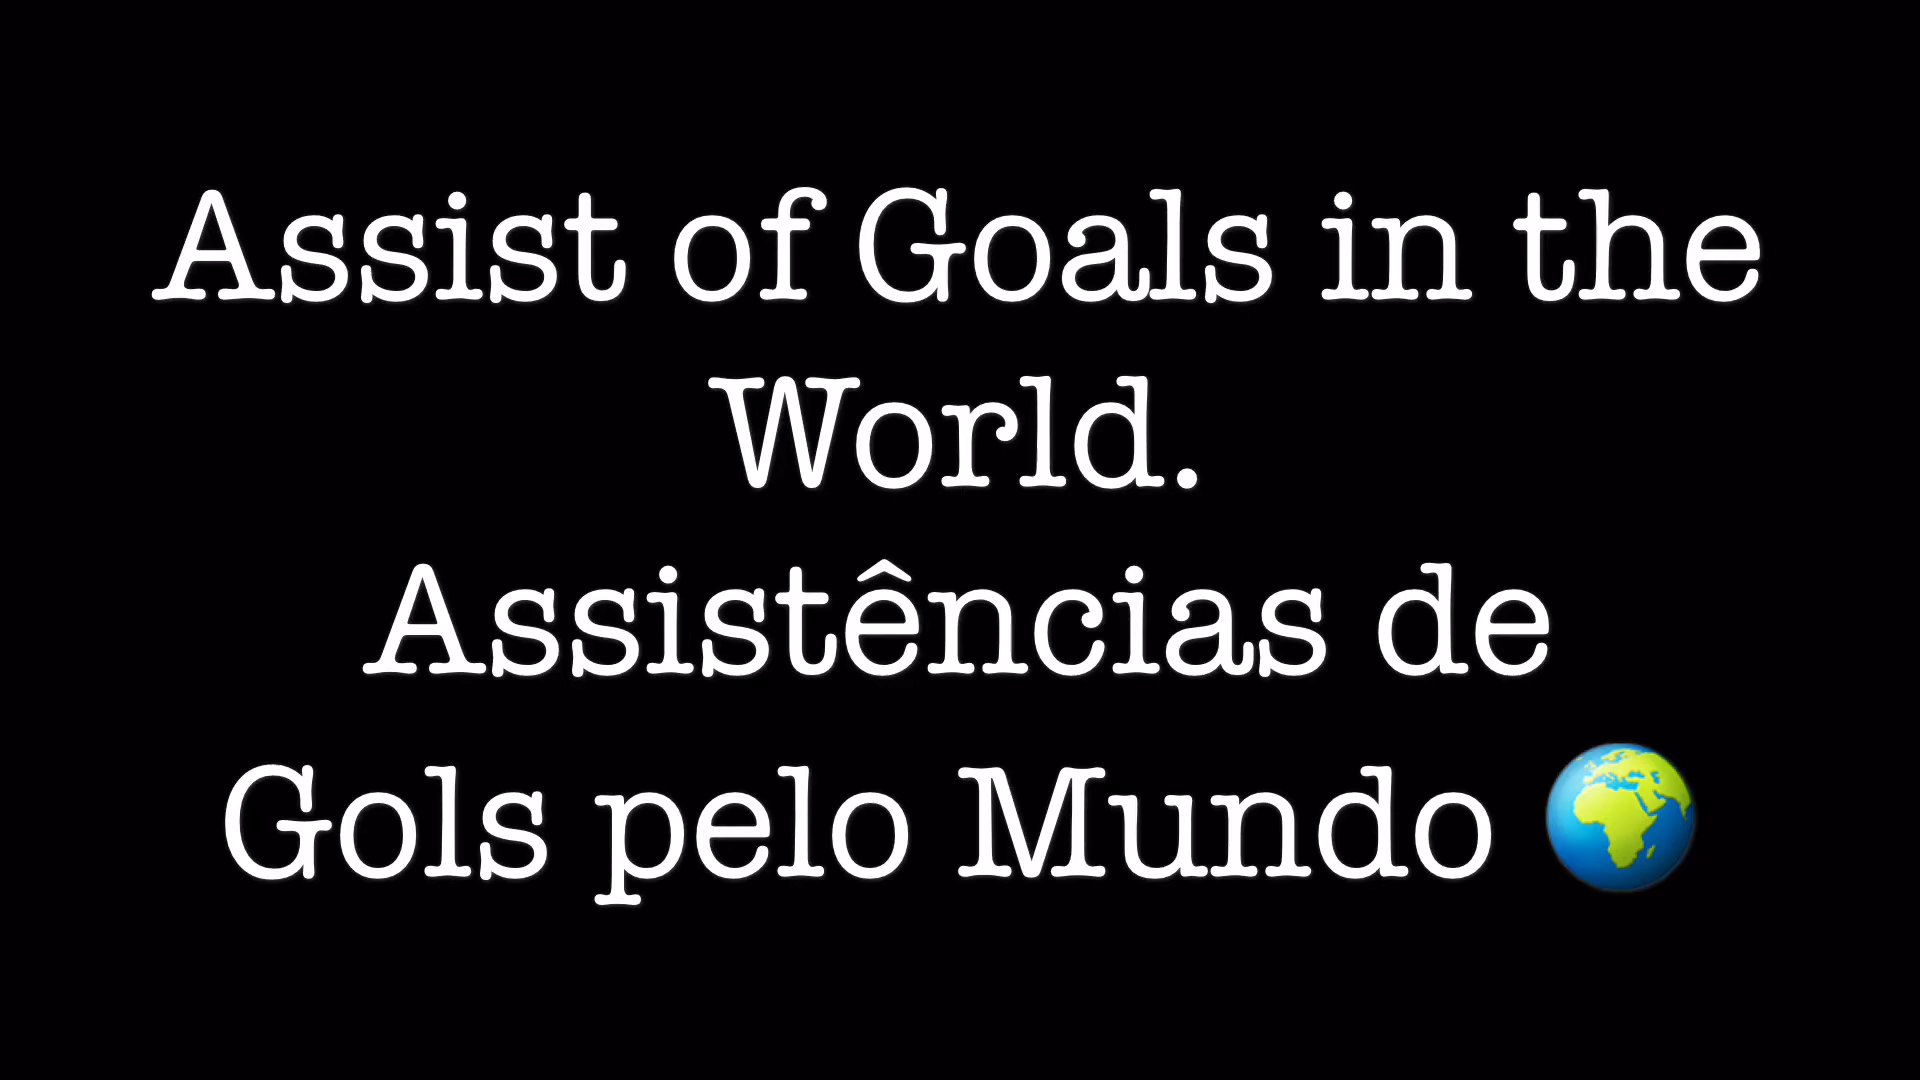 Assist of Goals in the
World.
Assistências de
Gols pelo Mundo 🌍